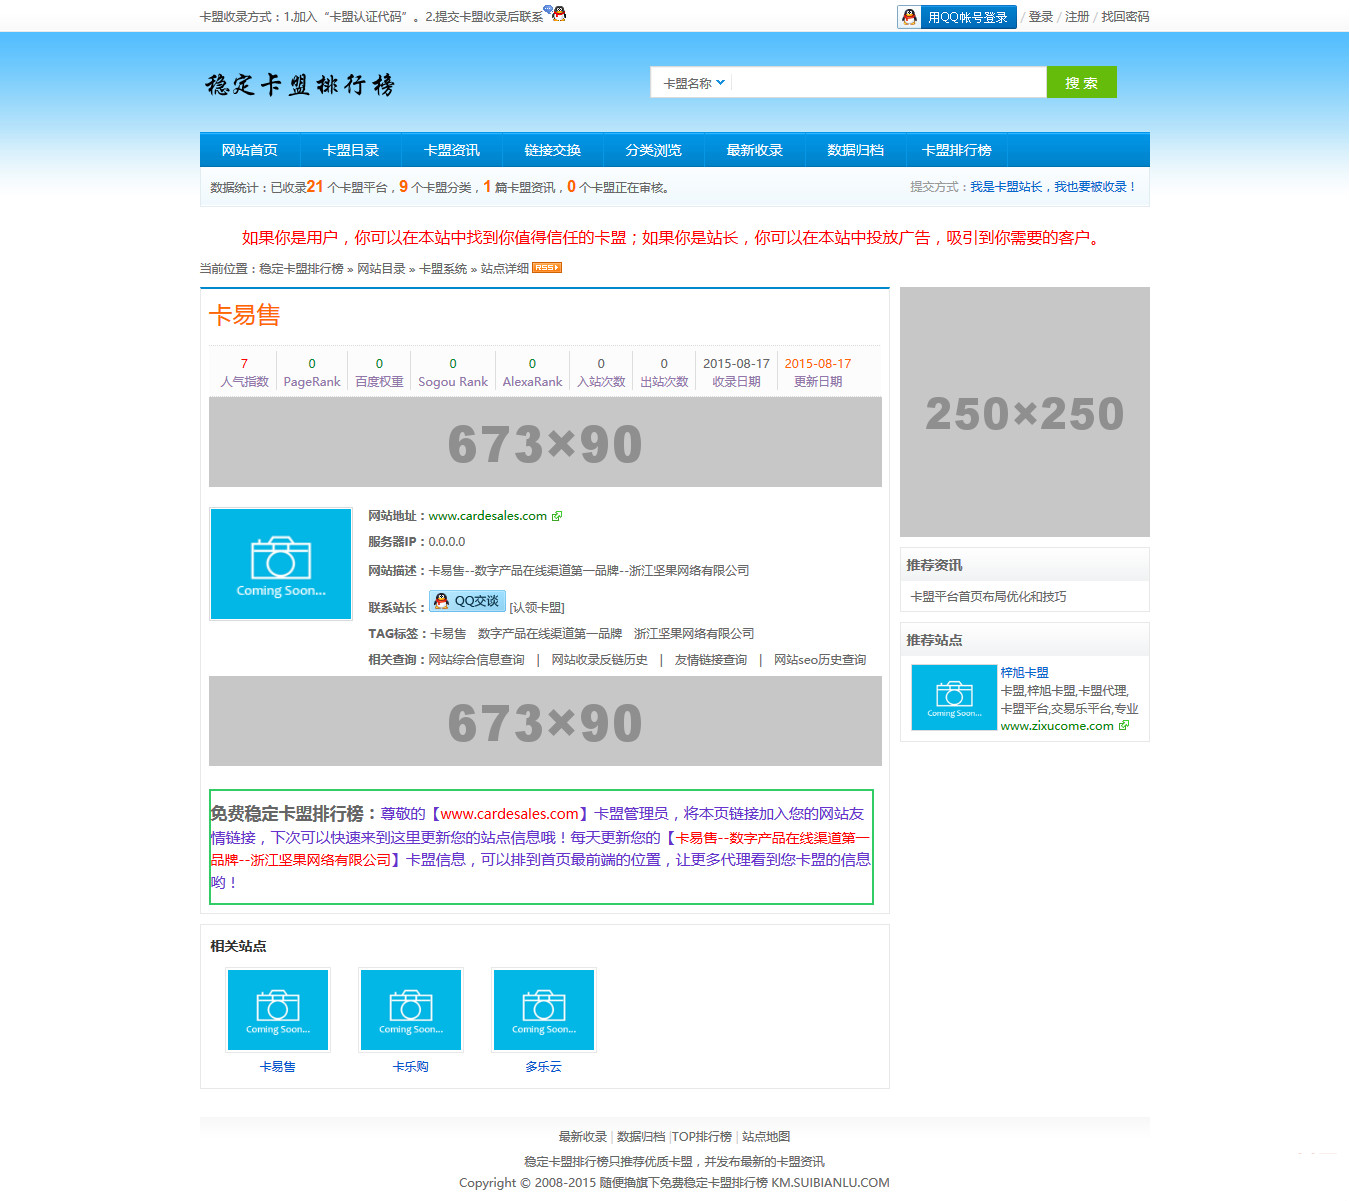 卡盟收录方式：1.加入“卡盟认证代码”。2.提交卡盟收录后联系
用QQ帐号登录 / 登录 / 注册 / 找回密码
稳定卡盟排行榜
卡盟名称
搜 索
网站首页 卡盟目录 卡盟资讯 链接交换 分类浏览 最新收录 数据归档 卡盟排行榜
数据统计：已收录21 个卡盟平台，9 个卡盟分类，1 篇卡盟资讯，0 个卡盟正在审核。
提交方式：我是卡盟站长，我也要被收录！
如果你是用户，你可以在本站中找到你值得信任的卡盟；如果你是站长，你可以在本站中投放广告，吸引到你需要的客户。
当前位置：稳定卡盟排行榜 » 网站目录 » 卡盟系统 » 站点详细 RSS
卡易售
7 0 0 0 0 0 0 2015-08-17 2015-08-17
人气指数 PageRank 百度权重 Sogou Rank AlexaRank 入站次数 出站次数 收录日期 更新日期
673×90
Coming Soon...
网站地址：www.cardesales.com
服务器IP：0.0.0.0
网站描述：卡易售--数字产品在线渠道第一品牌--浙江坚果网络有限公司
联系站长：QQ交谈 [认领卡盟]
TAG标签：卡易售 数字产品在线渠道第一品牌 浙江坚果网络有限公司
相关查询：网站综合信息查询 | 网站收录反链历史 | 友情链接查询 | 网站seo历史查询
673×90
免费稳定卡盟排行榜：尊敬的【www.cardesales.com】卡盟管理员，将本页链接加入您的网站友
情链接，下次可以快速来到这里更新您的站点信息哦！每天更新您的【卡易售--数字产品在线渠道第一
品牌--浙江坚果网络有限公司】卡盟信息，可以排到首页最前端的位置，让更多代理看到您卡盟的信息
哟！
相关站点
Coming Soon... Coming Soon... Coming Soon...
卡易售 卡乐购 多乐云
250×250
推荐资讯
卡盟平台首页布局优化和技巧
推荐站点
Coming Soon...
梓旭卡盟
卡盟,梓旭卡盟,卡盟代理,
卡盟平台,交易乐平台,专业
www.zixucome.com
最新收录 | 数据归档 |TOP排行榜 | 站点地图
稳定卡盟排行榜只推荐优质卡盟，并发布最新的卡盟资讯
Copyright © 2008-2015 随便撸旗下免费稳定卡盟排行榜 KM.SUIBIANLU.COM